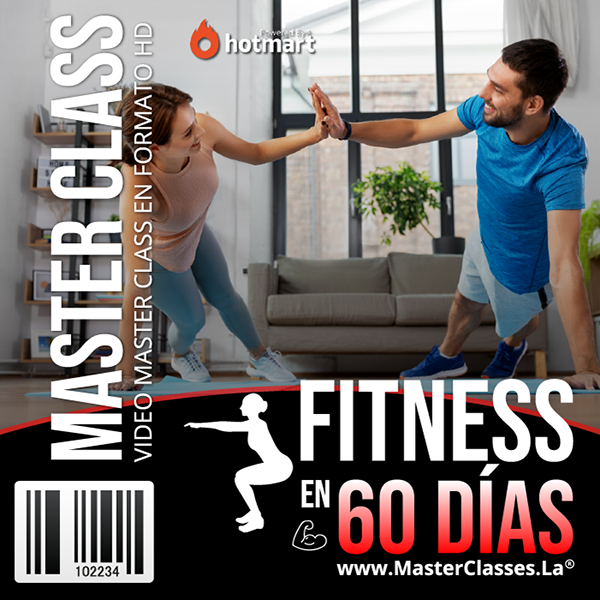 MASTER CLASS
VIDEO MASTER CLASS EN FORMATO HD
Powered By
hotmart
FITNESS
EN 60 DÍAS
www.MasterClasses.La®
102234